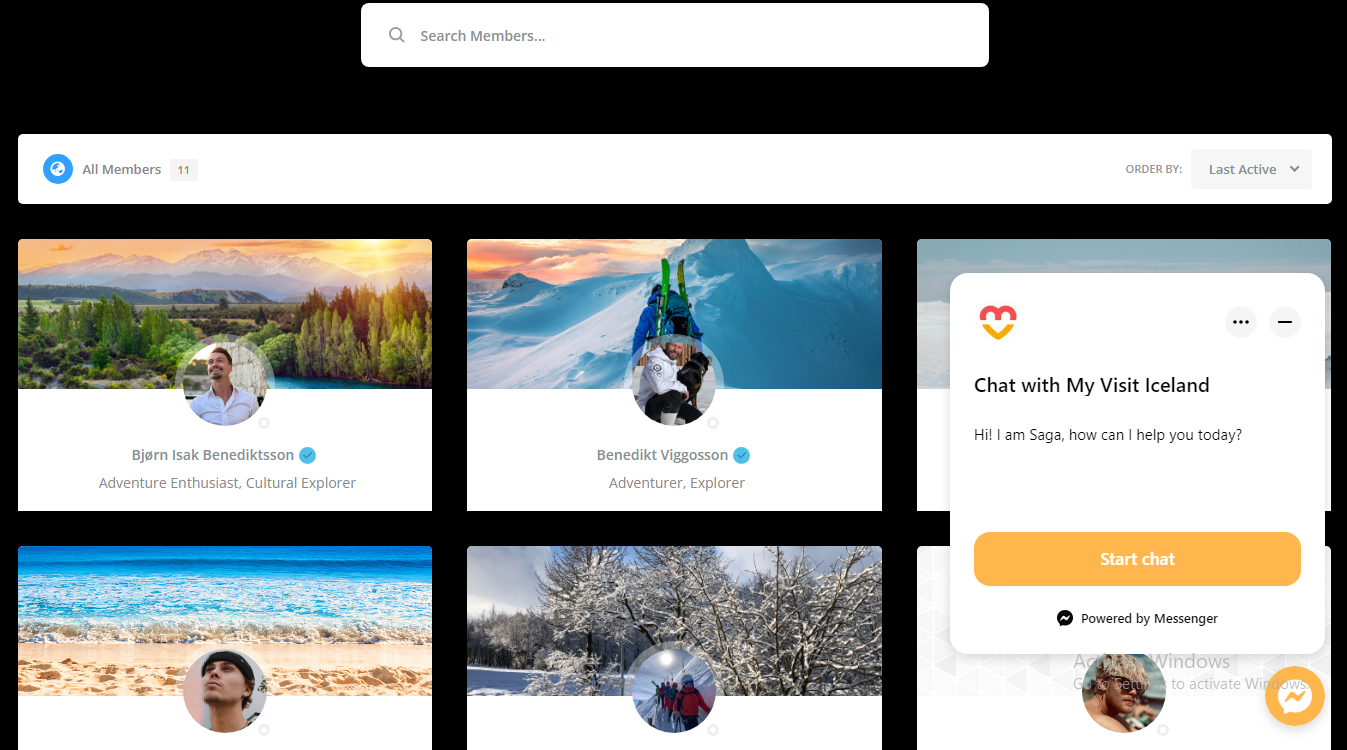 Search Members...
All Members 11
ORDER BY: Last Active
Chat with My Visit Iceland
Hi! I am Saga, how can I help you today?
Bjørn Isak Benediktsson
Adventure Enthusiast, Cultural Explorer
Benedikt Viggosson
Adventurer, Explorer
Start chat
Powered by Messenger
Activate Windows
Go to Settings to activate Windows.